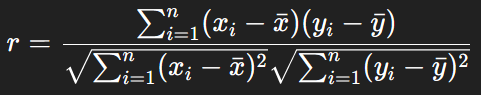 r = \frac{\sum_{i=1}^{n}(x_i - \bar{x})(y_i - \bar{y})}{\sqrt{\sum_{i=1}^{n}(x_i - \bar{x})^2}\sqrt{\sum_{i=1}^{n}(y_i - \bar{y})^2}}